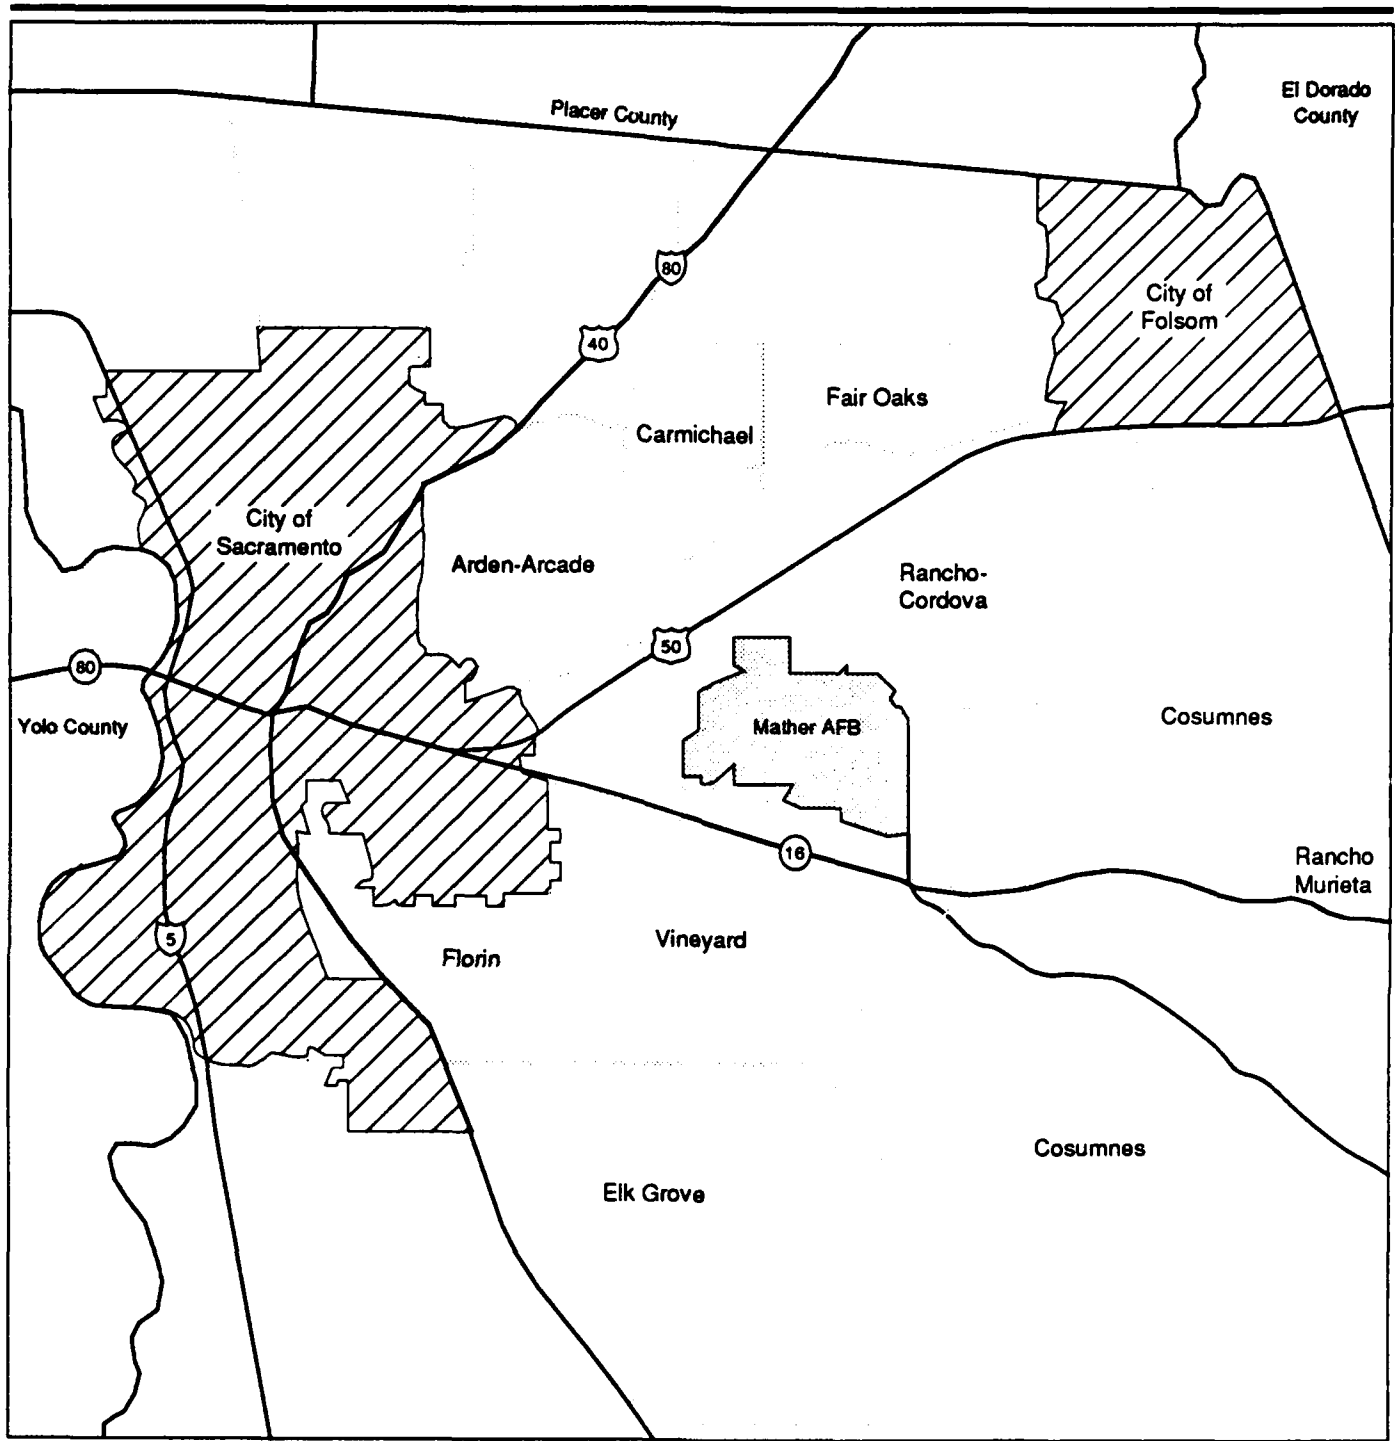 El Dorado
County
Placer County
80
City of
Folsom
40
Fair Oaks
Carmichael
City of
Sacramento
Arden-Arcade
Rancho-
Cordova
50
80
Yolo County
Mather AFB
Cosumnes
16
Rancho
Murieta
5
Florin
Vineyard
Cosumnes
Elk Grove